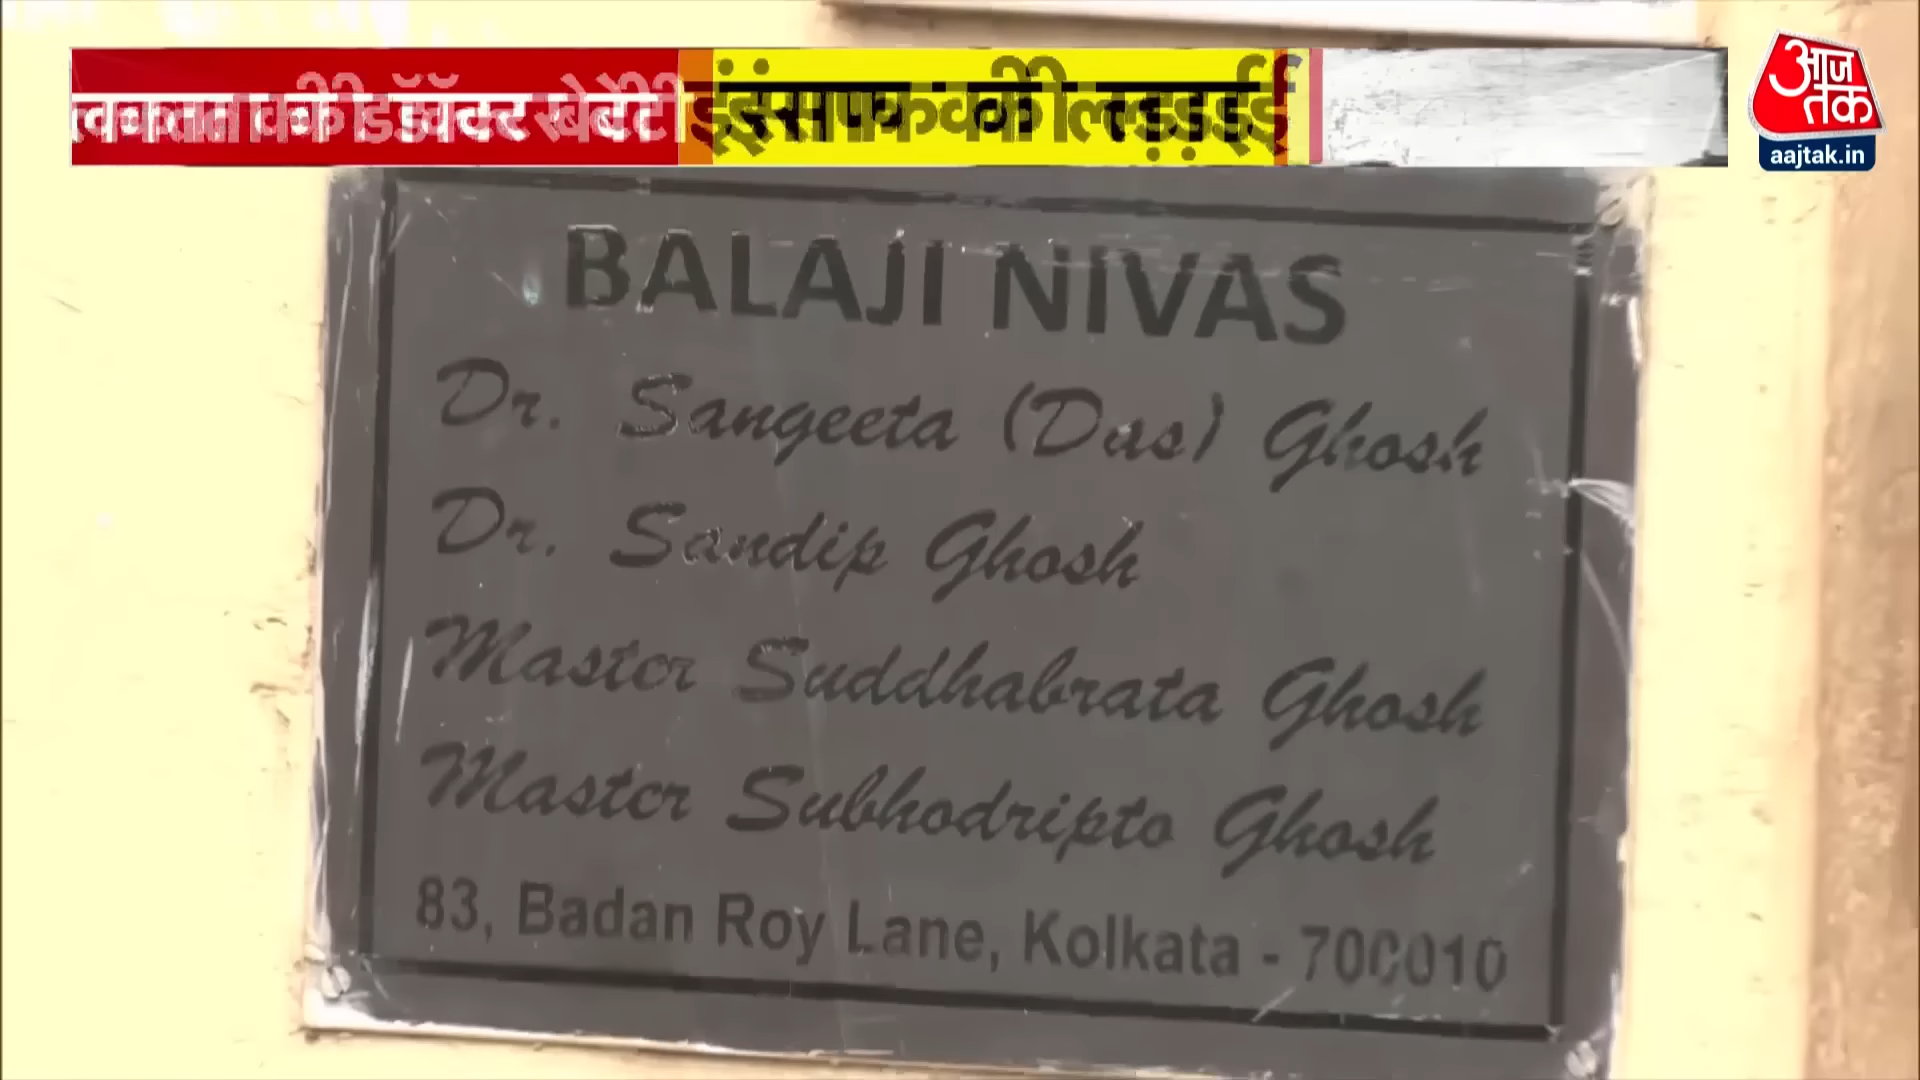 आज
तक
aajtak.in
BALAJI NIVAS
Dr. Sangeeta (Das) Ghosh
Dr. Sandip Ghosh
Master Suddhabrata Ghosh
Master Subhodripto Ghosh
83, Badan Roy Lane, Kolkata - 700010